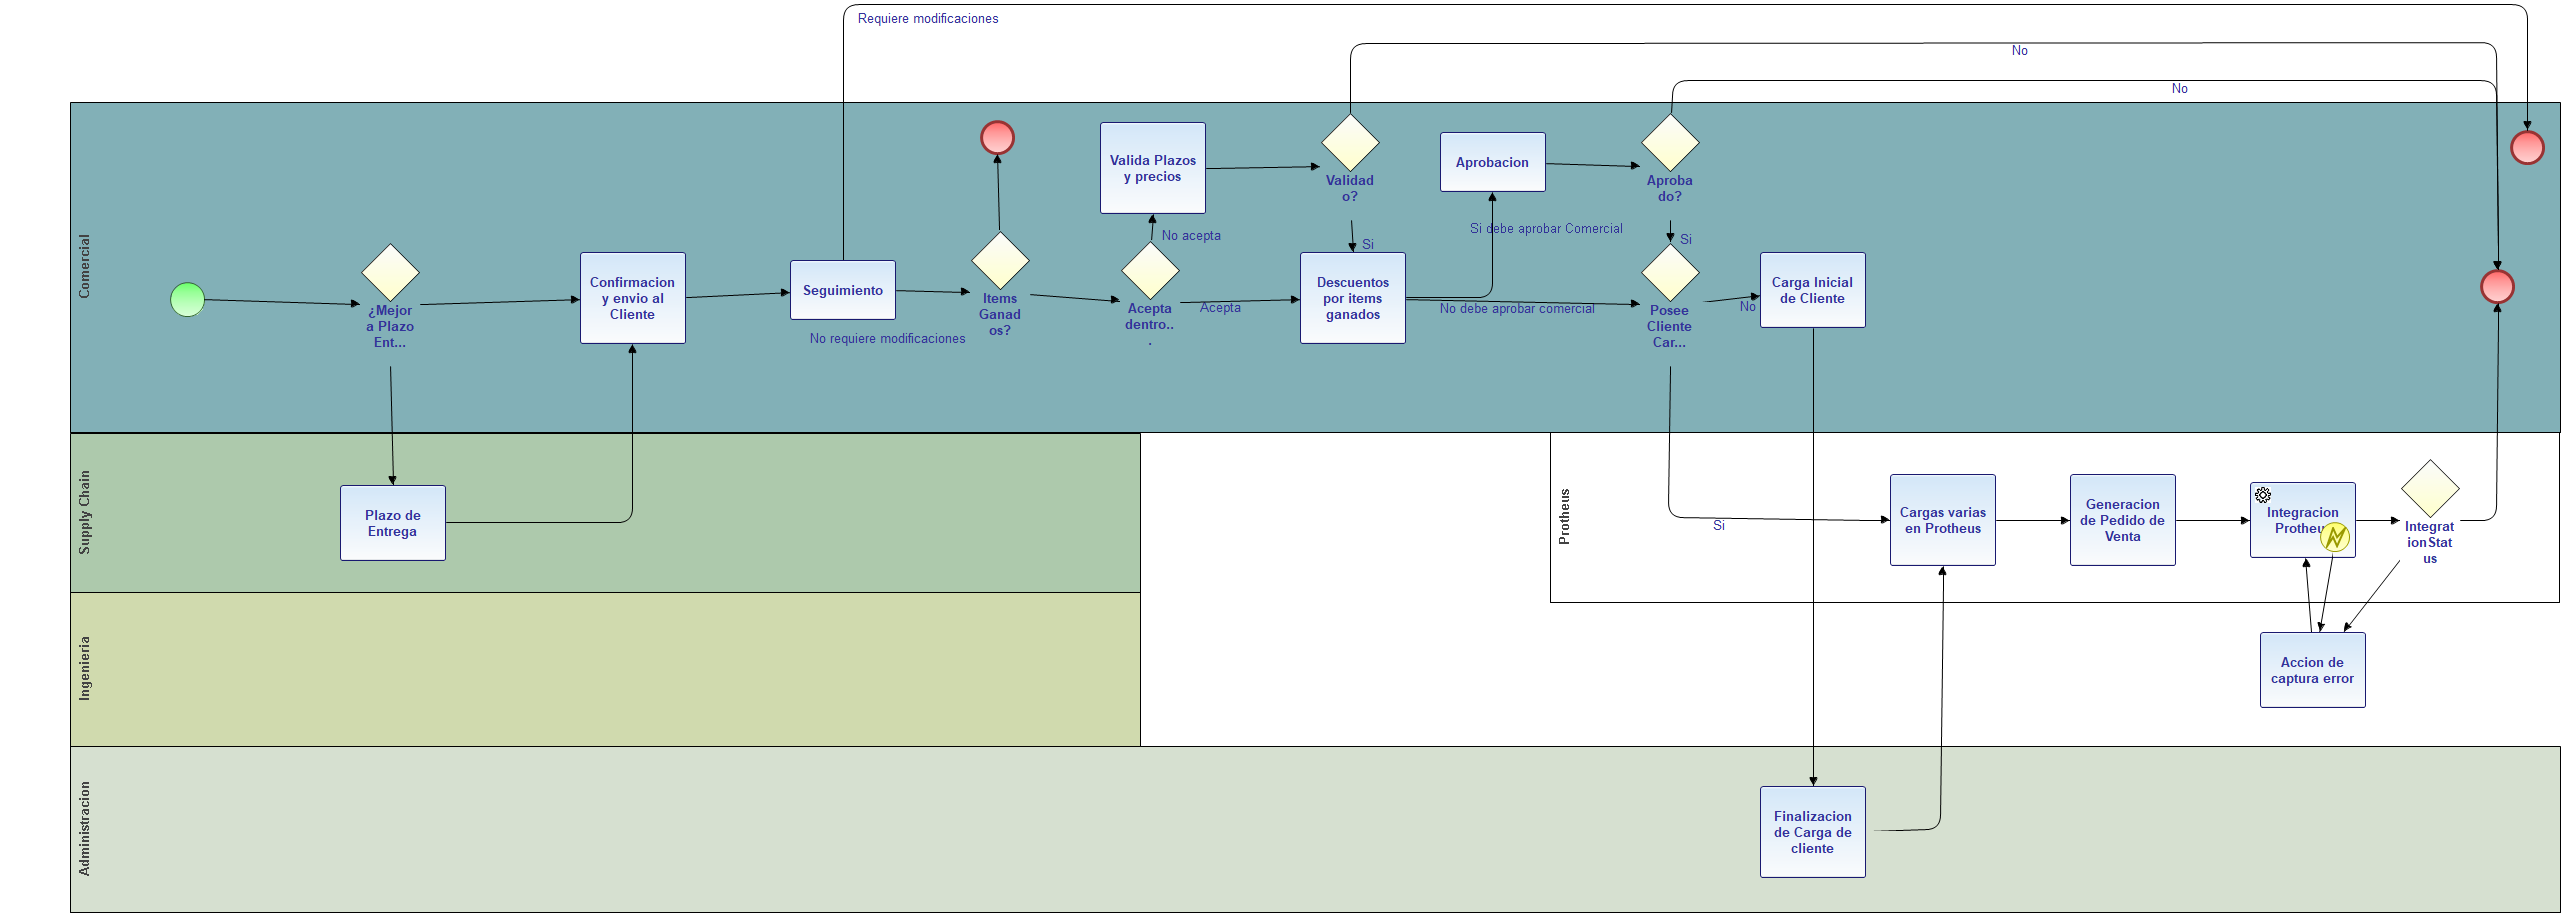 Requiere modificaciones
No
No
Comercial
¿Mejor
a Plazo
Ent...
Confirmacion
y envio al
Cliente
Seguimiento
No requiere modificaciones
Items
Ganad
os?
Valida Plazos
y precios
No acepta
Acepta
dentro..
.
Acepta
Validad
o?
Si
Descuentos
por items
ganados
Aprobacion
Si debe aprobar Comercial
No debe aprobar comercial
Aproba
do?
Si
Posee
Cliente
Car...
No
Carga Inicial
de Cliente
Supply Chain
Plazo de
Entrega
Protheus
Si
Cargas varias
en Protheus
Generacion
de Pedido de
Venta
Integracion
Protheu
Integrat
ionStat
us
Ingenieria
Accion de
captura error
Administracion
Finalizacion
de Carga de
cliente